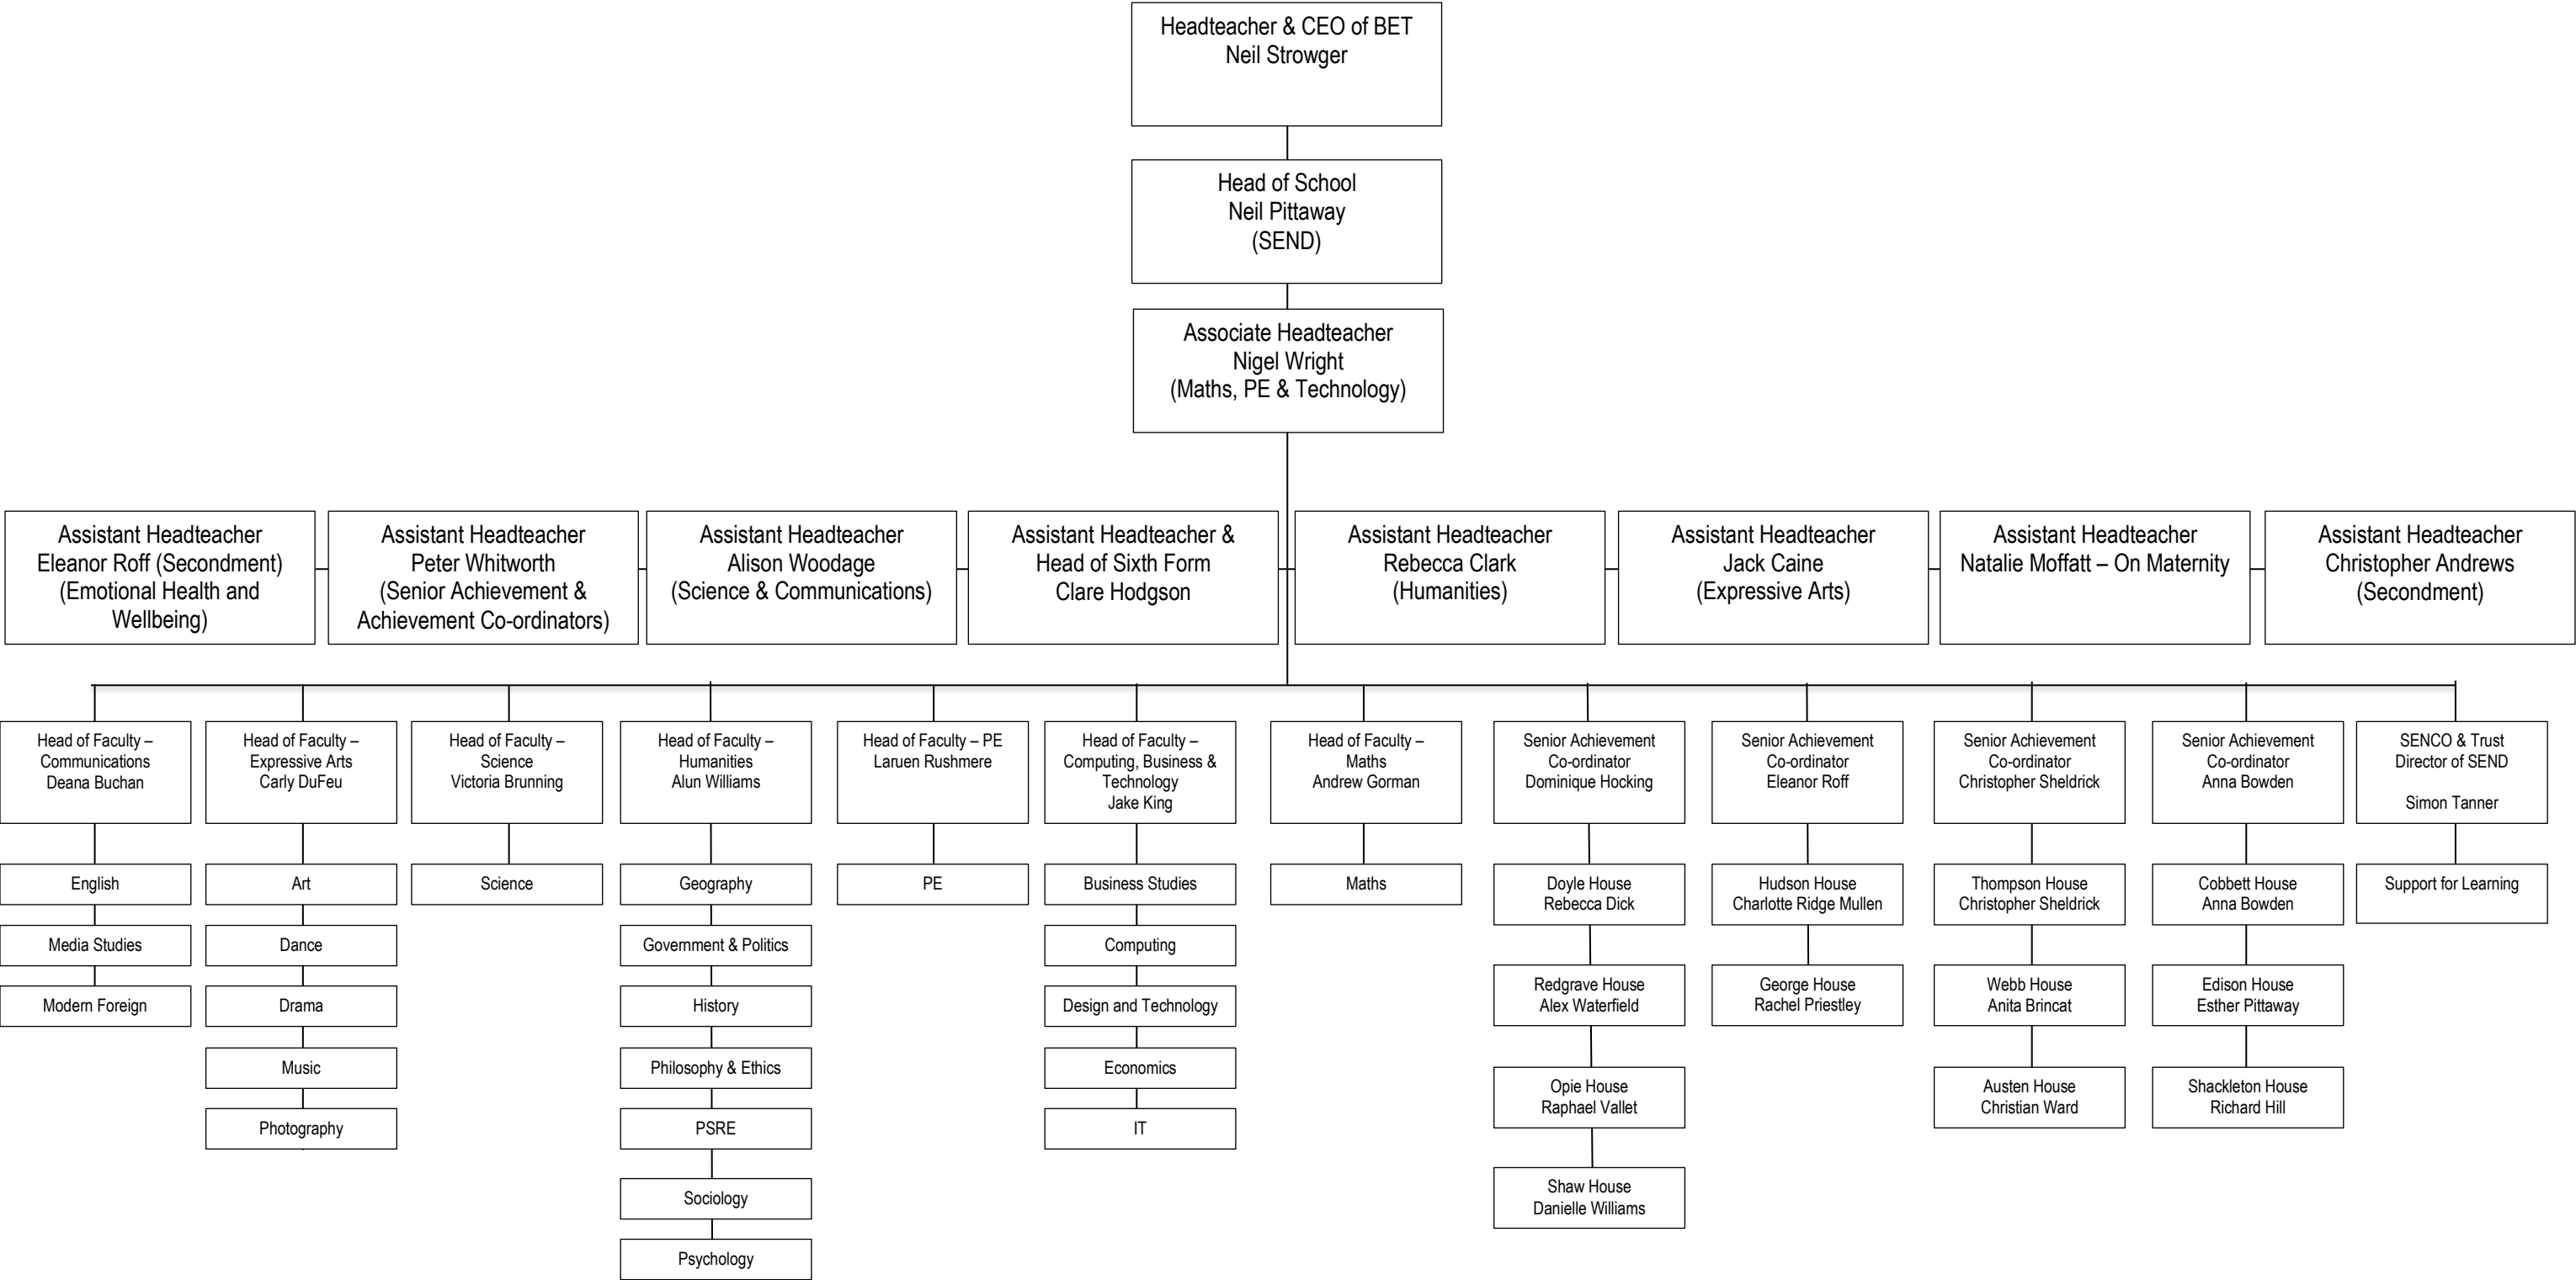 Headteacher & CEO of BET
Neil Strowger
Head of School
Neil Pittaway
(SEND)
Associate Headteacher
Nigel Wright
(Maths, PE & Technology)
Assistant Headteacher
Eleanor Roff (Secondment)
(Emotional Health and
Wellbeing)
Assistant Headteacher
Peter Whitworth
(Senior Achievement &
Achievement Co-ordinators)
Assistant Headteacher
Alison Woodage
(Science & Communications)
Assistant Headteacher &
Head of Sixth Form
Clare Hodgson
Assistant Headteacher
Rebecca Clark
(Humanities)
Assistant Headteacher
Jack Caine
(Expressive Arts)
Assistant Headteacher
Natalie Moffatt – On Maternity
Assistant Headteacher
Christopher Andrews
(Secondment)
Head of Faculty –
Communications
Deana Buchan
Head of Faculty –
Expressive Arts
Carly DuFeu
Head of Faculty –
Science
Victoria Brunning
Head of Faculty –
Humanities
Alun Williams
Head of Faculty – PE
Laruen Rushmere
Head of Faculty –
Computing, Business &
Technology
Jake King
Head of Faculty –
Maths
Andrew Gorman
Senior Achievement
Co-ordinator
Dominique Hocking
Senior Achievement
Co-ordinator
Eleanor Roff
Senior Achievement
Co-ordinator
Christopher Sheldrick
Senior Achievement
Co-ordinator
Anna Bowden
SENCO & Trust
Director of SEND
Simon Tanner
English
Media Studies
Modern Foreign
Art
Dance
Drama
Music
Photography
Science
Geography
Government & Politics
History
Philosophy & Ethics
PSRE
Sociology
Psychology
PE
Business Studies
Computing
Design and Technology
Economics
IT
Maths
Doyle House
Rebecca Dick
Redgrave House
Alex Waterfield
Opie House
Raphael Vallet
Shaw House
Danielle Williams
Hudson House
Charlotte Ridge Mullen
George House
Rachel Priestley
Thompson House
Christopher Sheldrick
Webb House
Anita Brincat
Austen House
Christian Ward
Cobbett House
Anna Bowden
Edison House
Esther Pittaway
Shackleton House
Richard Hill
Support for Learning